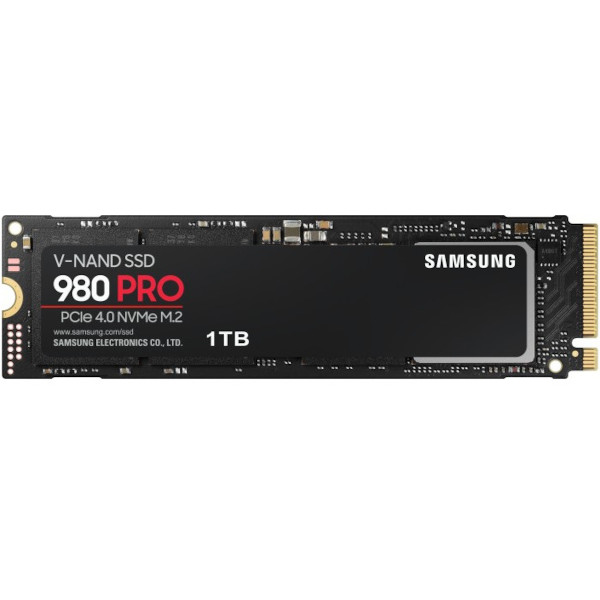 V-NAND SSD
980 PRO
PCIe 4.0 NVMe M.2
www.samsung.com/ssd
SAMSUNG ELECTRONICS CO., LTD.
1TB
SAMSUNG